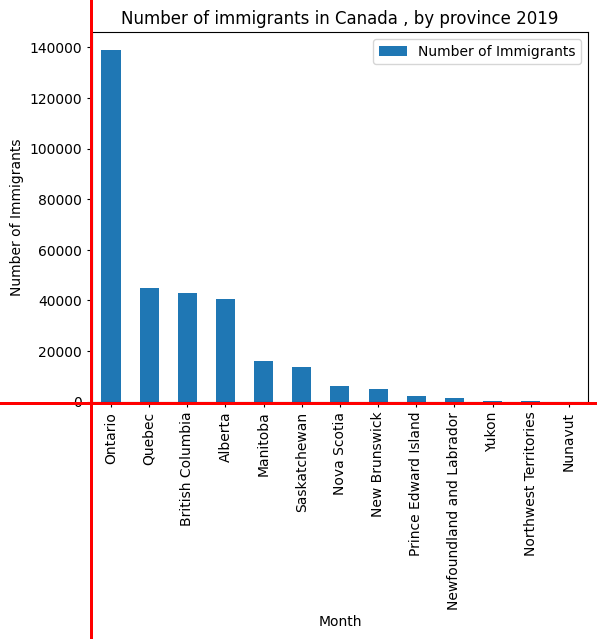 Number of immigrants in Canada , by province 2019
Number of Immigrants
140000
120000
100000
80000
60000
40000
20000
0
Number of Immigrants
Ontario
Quebec
British Columbia
Alberta
Manitoba
Saskatchewan
Nova Scotia
New Brunswick
Prince Edward Island
Newfoundland and Labrador
Yukon
Northwest Territories
Nunavut
Month